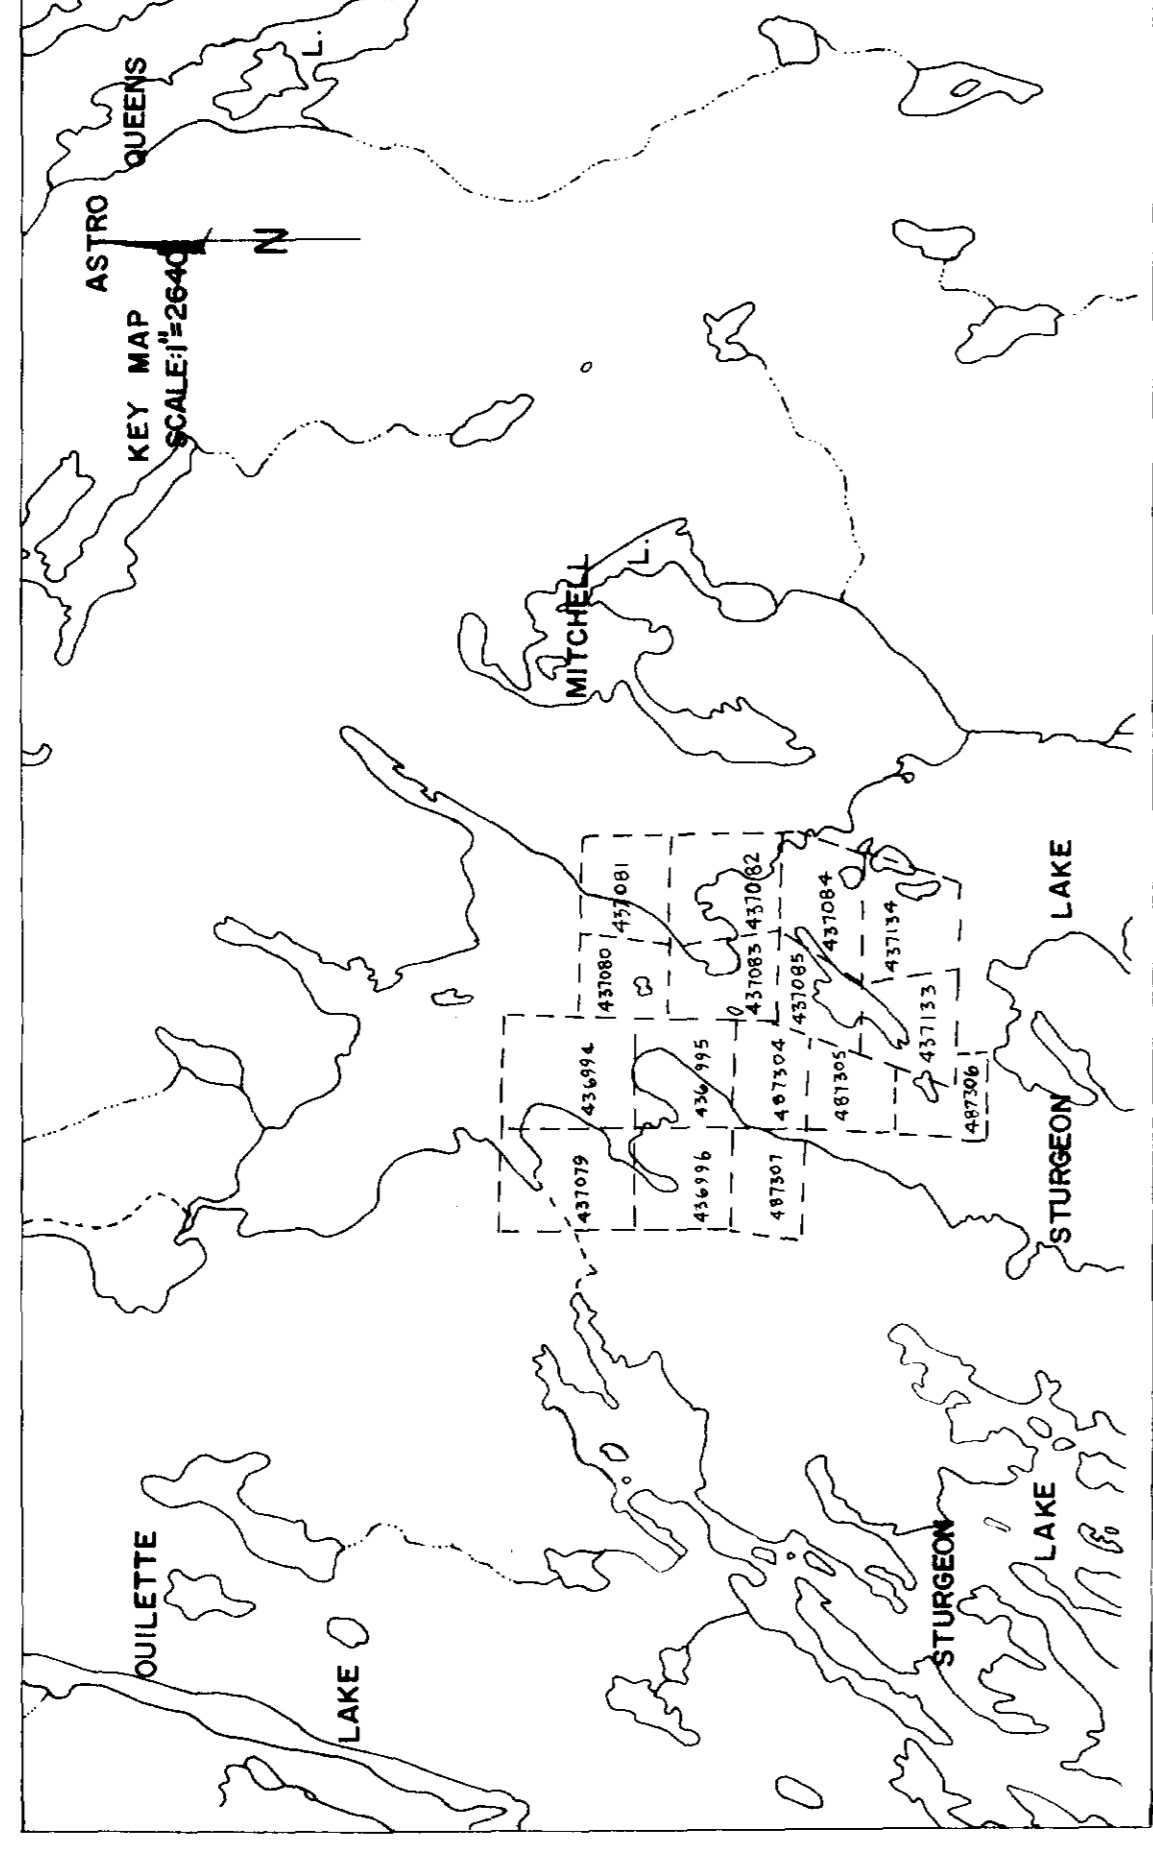 OUILETTE
LAKE
KEY MAP
SCALE:1"=2640
ASTRO
N
QUEENS
L.
MITCHELL
L.
437079
436994
437080
437081
436996
436995
437083
437082
487307
487304
437085
437084
487305
437133
437134
487306
STURGEON
LAKE
STURGEON
LAKE